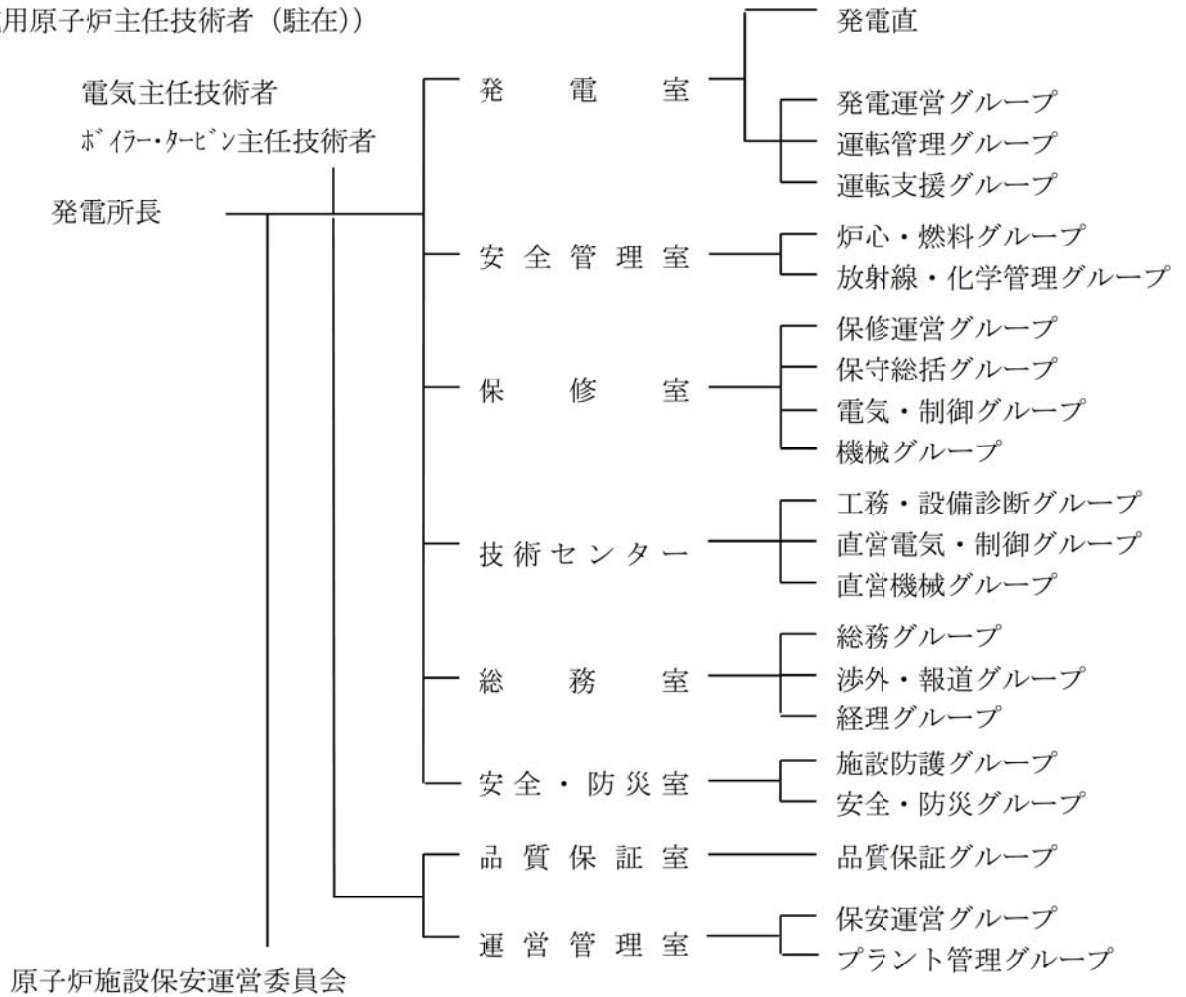 用原子炉主任技術者（駐在））
電気主任技術者
ﾎﾞｲﾗｰ・ﾀｰﾋﾞﾝ主任技術者
発電所長
発電室
発電直
発電運営グループ
運転管理グループ
運転支援グループ
安全管理室
炉心・燃料グループ
放射線・化学管理グループ
保修室
保修運営グループ
保守総括グループ
電気・制御グループ
機械グループ
技術センター
工務・設備診断グループ
直営電気・制御グループ
直営機械グループ
総務室
総務グループ
渉外・報道グループ
経理グループ
安全・防災室
施設防護グループ
安全・防災グループ
品質保証室
品質保証グループ
運営管理室
保安運営グループ
プラント管理グループ
原子炉施設保安運営委員会